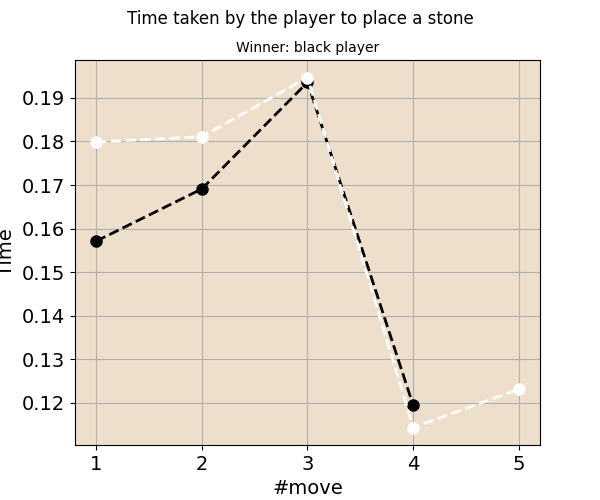 Time taken by the player to place a stone
Winner: black player
0.19
0.18
0.17
0.16
0.15
0.14
0.13
0.12
Time
1 2 3 4 5
#move